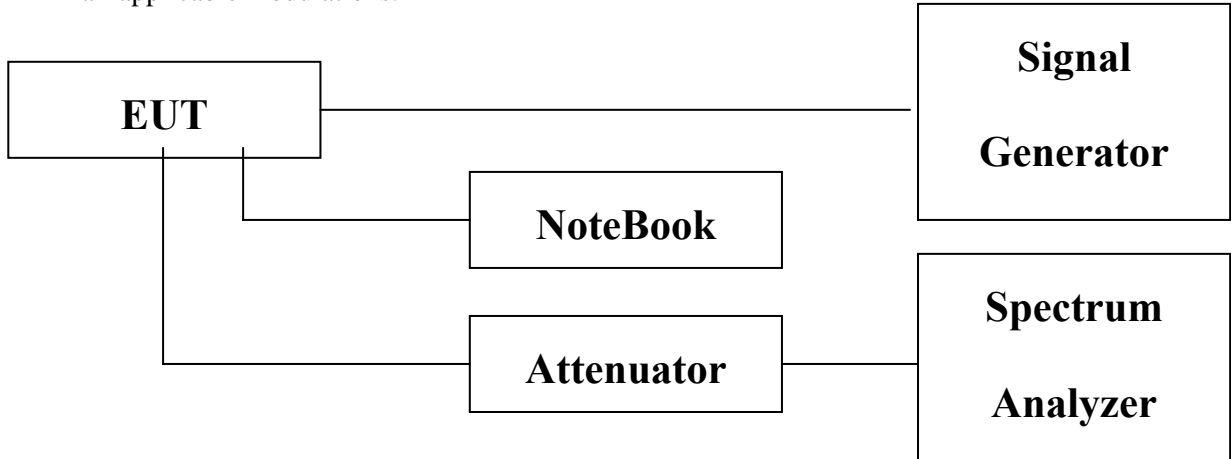 EUT
Signal
Generator
NoteBook
Attenuator
Spectrum
Analyzer